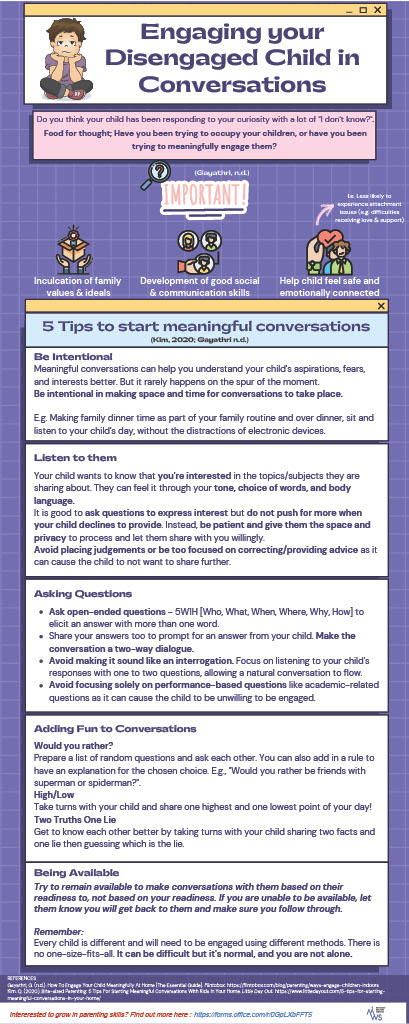 Engaging your
Disengaged Child in
Conversations
Do you think your child has been responding to your curiosity with a lot of "I don't know?".
Food for thought; Have you been trying to occupy your children, or have you been
trying to meaningfully engage them?
(Gayathri, n.d.)
IMPORTANT!
i.e. Less likely to
experience attachment
issues (e.g. difficulties
receiving love & support)
Inculcation of family
values & ideals
Development of good social
& communication skills
Help child feel safe and
emotionally connected
5 Tips to start meaningful conversations
(Kim, 2020; Gayathri n.d.)
Be Intentional
Meaningful conversations can help you understand your child's aspirations, fears,
and interests better. But it rarely happens on the spur of the moment.
Be intentional in making space and time for conversations to take place.
E.g. Making family dinner time as part of your family routine and over dinner, sit and
listen to your child's day, without the distractions of electronic devices.
Listen to them
Your child wants to know that you're interested in the topics/subjects they are
sharing about. They can feel it through your tone, choice of words, and body
language.
It is good to ask questions to express interest but do not push for more when
your child declines to provide. Instead, be patient and give them the space and
privacy to process and let them share with you willingly.
Avoid placing judgements or be too focused on correcting/providing advice as it
can cause the child to not want to share further.
Asking Questions
• Ask open-ended questions – 5W1H [Who, What, When, Where, Why, How] to
elicit an answer with more than one word.
• Share your answers too to prompt for an answer from your child. Make the
conversation a two-way dialogue.
• Avoid making it sound like an interrogation. Focus on listening to your child's
responses with one to two questions, allowing a natural conversation to flow.
• Avoid focusing solely on performance-based questions like academic-related
questions as it can cause the child to be unwilling to be engaged.
Adding Fun to Conversations
Would you rather?
Prepare a list of random questions and ask each other. You can also add in a rule to
have an explanation for the chosen choice. E.g., "Would you rather be friends with
superman or spiderman?".
High/Low
Take turns with your child and share one highest and one lowest point of your day!
Two Truths One Lie
Get to know each other better by taking turns with your child sharing two facts and
one lie then guessing which is the lie.
Being Available
Try to remain available to make conversations with them based on their
readiness to, not based on your readiness. If you are unable to be available, let
them know you will get back to them and make sure you follow through.
Remember:
Every child is different and will need to be engaged using different methods. There is
no one-size-fits-all. It can be difficult but it's normal, and you are not alone.
REFERENCES
Gayathri, G. (n.d.). How To Engage Your Child Meaningfully At Home [The Essential Guide]. Flintobox. https://flintobox.com/blog/parenting/ways-engage-children-indoors
Kim, Q. (2020). Bite-sized Parenting: 5 Tips For Starting Meaningful Conversations With Kids In Your Home. Little Day Out. https://www.littledayout.com/5-tips-for-starting-
meaningful-conversations-in-your-home/
Intereseted to grow in parenting skills? Find out more here : https://forms.office.com/r/0GpLXbFFTS
MWS